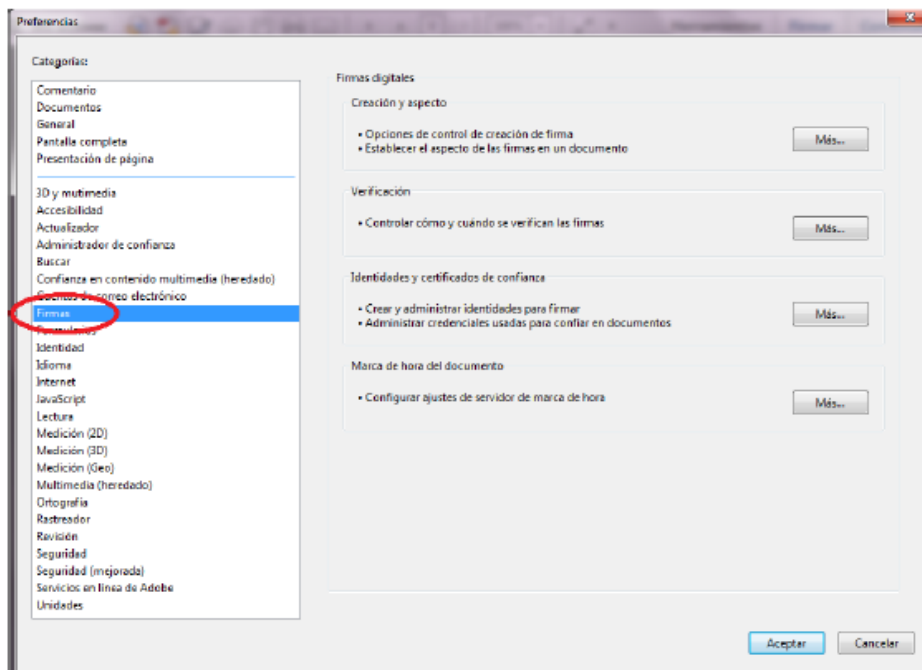 Preferencias
Categorías:
Comentario
Documentos
General
Pantalla completa
Presentación de página
3D y mutimedia
Accesibilidad
Actualizador
Administrador de confianza
Buscar
Confianza en contenido multimedia (heredado)
Cuentas de correo electrónico
Firmas
Formularios
Identidad
Idioma
Internet
JavaScript
Lectura
Medición (2D)
Medición (3D)
Medición (Geo)
Multimedia (heredado)
Ortografía
Rastreador
Revisión
Seguridad
Seguridad (mejorada)
Servicios en línea de Adobe
Unidades
Firmas digitales
Creación y aspecto
• Opciones de control de creación de firma
• Establecer el aspecto de las firmas en un documento
Más...
Verificación
• Controlar cómo y cuándo se verifican las firmas
Más...
Identidades y certificados de confianza
• Crear y administrar identidades para firmar
• Administrar credenciales usadas para confiar en documentos
Más...
Marca de hora del documento
• Configurar ajustes de servidor de marca de hora
Más...
Aceptar
Cancelar